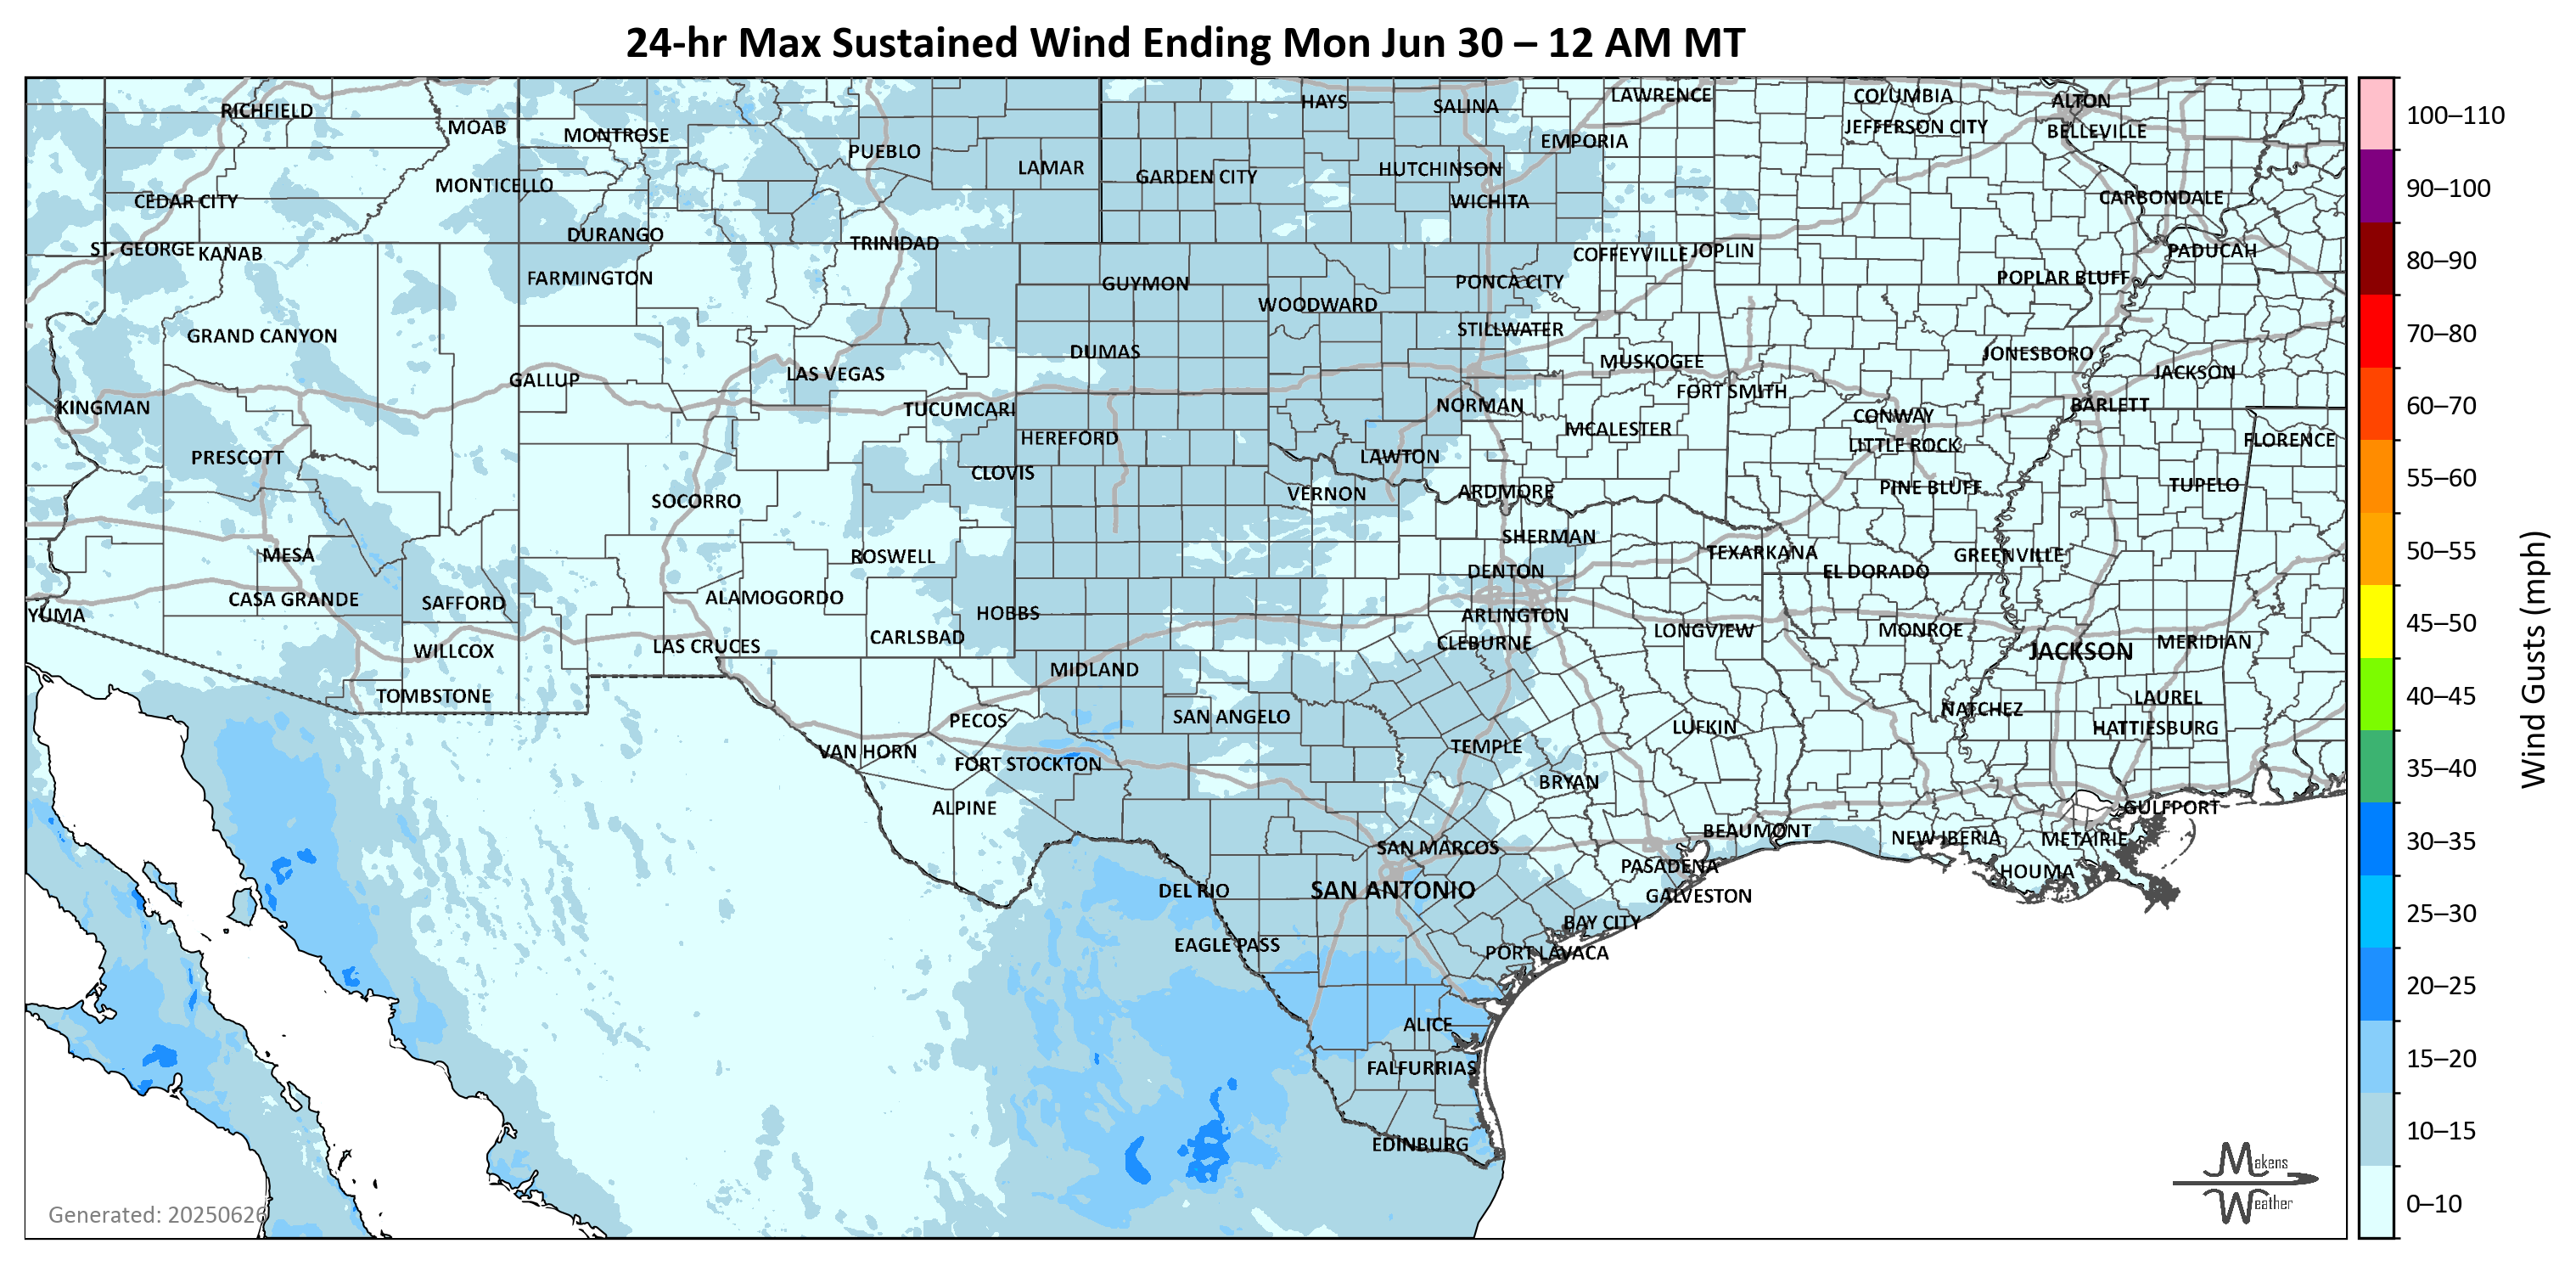 24-hr Max Sustained Wind Ending Mon Jun 30 – 12 AM MT
RICHFIELD
MOAB
MONTROSE
PUEBLO
LAMAR
HAYS
SALINA
LAWRENCE
COLUMBIA
ALTON
JEFFERSON CITY
BELLEVILLE
EMPORIA
GARDEN CITY
HUTCHINSON
WICHITA
MONTICELLO
CEDAR CITY
CARBONDALE
ST. GEORGE
KANAB
DURANGO
TRINIDAD
COFFEYVILLE
JOPLIN
PADUCAH
FARMINGTON
GUYMON
PONCA CITY
POPLAR BLUFF
WOODWARD
GRAND CANYON
STILLWATER
DUMAS
MUSKOGEE
JONESBORO
GALLUP
LAS VEGAS
JACKSON
KINGMAN
TUCUMCARI
NORMAN
FORT SMITH
CONWAY
BARLETT
HEREFORD
MCALESTER
LITTLE ROCK
FLORENCE
PRESCOTT
CLOVIS
LAWTON
SOCORRO
VERNON
ARDMORE
PINE BLUFF
TUPELO
MESA
ROSWELL
SHERMAN
TEXARKANA
GREENVILLE
DENTON
EL DORADO
YUMA
CASA GRANDE
SAFFORD
ALAMOGORDO
HOBBS
ARLINGTON
WILLCOX
LAS CRUCES
CARLSBAD
CLEBURNE
LONGVIEW
MONROE
JACKSON
MERIDIAN
MIDLAND
TOMBSTONE
PECOS
SAN ANGELO
LUFKIN
NATCHEZ
LAUREL
HATTIESBURG
VAN HORN
FORT STOCKTON
TEMPLE
BRYAN
ALPINE
GULFPORT
SAN MARCOS
BEAUMONT
NEW IBERIA
METAIRIE
PASADENA
HOUMA
DEL RIO
SAN ANTONIO
GALVESTON
BAY CITY
EAGLE PASS
PORT LAVACA
ALICE
FALFURRIAS
EDINBURG
Generated: 20250626
Makens
Weather
100–110
90–100
80–90
70–80
60–70
55–60
50–55
45–50
40–45
35–40
30–35
25–30
20–25
15–20
10–15
0–10
Wind Gusts (mph)